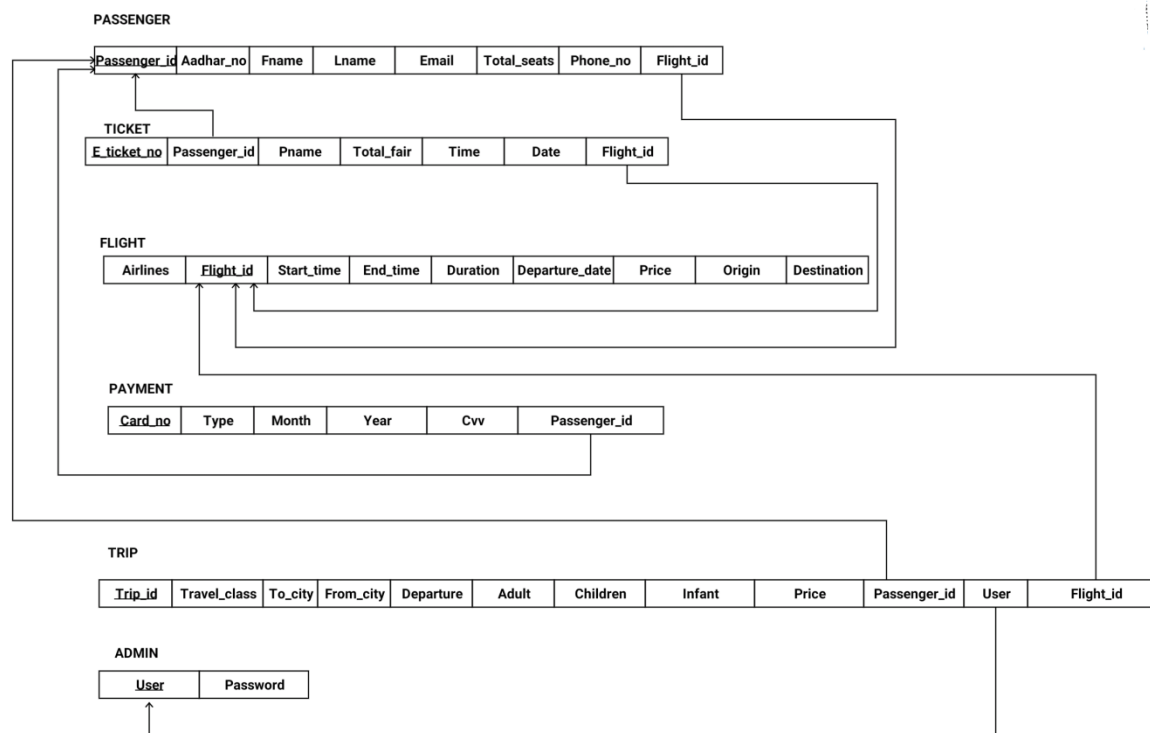 PASSENGER
Passenger_id Aadhar_no Fname Lname Email Total_seats Phone_no Flight_id
TICKET
E_ticket_no Passenger_id Pname Total_fair Time Date Flight_id
FLIGHT
Airlines Flight_id Start_time End_time Duration Departure_date Price Origin Destination
PAYMENT
Card_no Type Month Year Cvv Passenger_id
TRIP
Trip_id Travel_class To_city From_city Departure Adult Children Infant Price Passenger_id User Flight_id
ADMIN
User Password